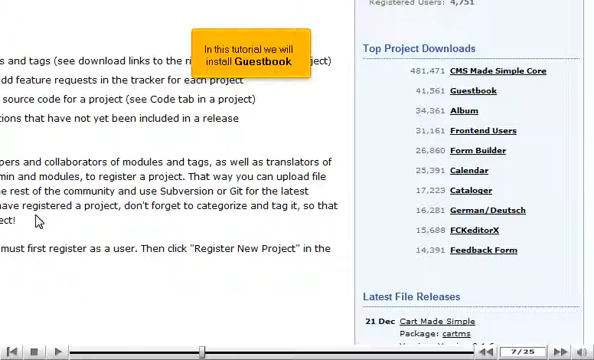 Registered Users: 4,751
In this tutorial we will
install Guestbook
Top Project Downloads
s and tags (see download links to the ri
ject)
dd feature requests in the tracker for each project
source code for a project (see Code tab in a project)
tions that have not yet been included in a release
pers and collaborators of modules and tags, as well as translators of
min and modules, to register a project. That way you can upload file
e rest of the community and use Subversion or Git for the latest
ave registered a project, don't forget to categorize and tag it, so that
ect!
must first register as a user. Then click "Register New Project" in the
481,471 CMS Made Simple Core
41,561 Guestbook
34,361 Album
31,161 Frontend Users
26,860 Form Builder
25,391 Calendar
17,223 Cataloger
16,281 German/Deutsch
15,688 FCKeditorX
14,391 Feedback Form
Latest File Releases
21 Dec Cart Made Simple
Package: cartms
7/25